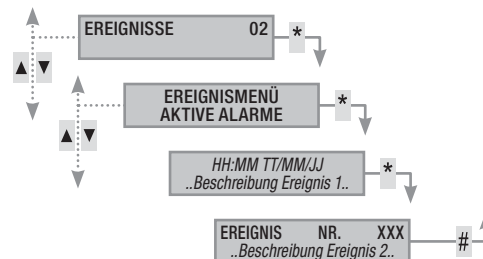 EREIGNISSE 02
*
▲ ▼
EREIGNISMENÜ
AKTIVE ALARME
*
▲ ▼
HH:MM TT/MM/JJ
..Beschreibung Ereignis 1..
*
EREIGNIS NR. XXX
..Beschreibung Ereignis 2..
#